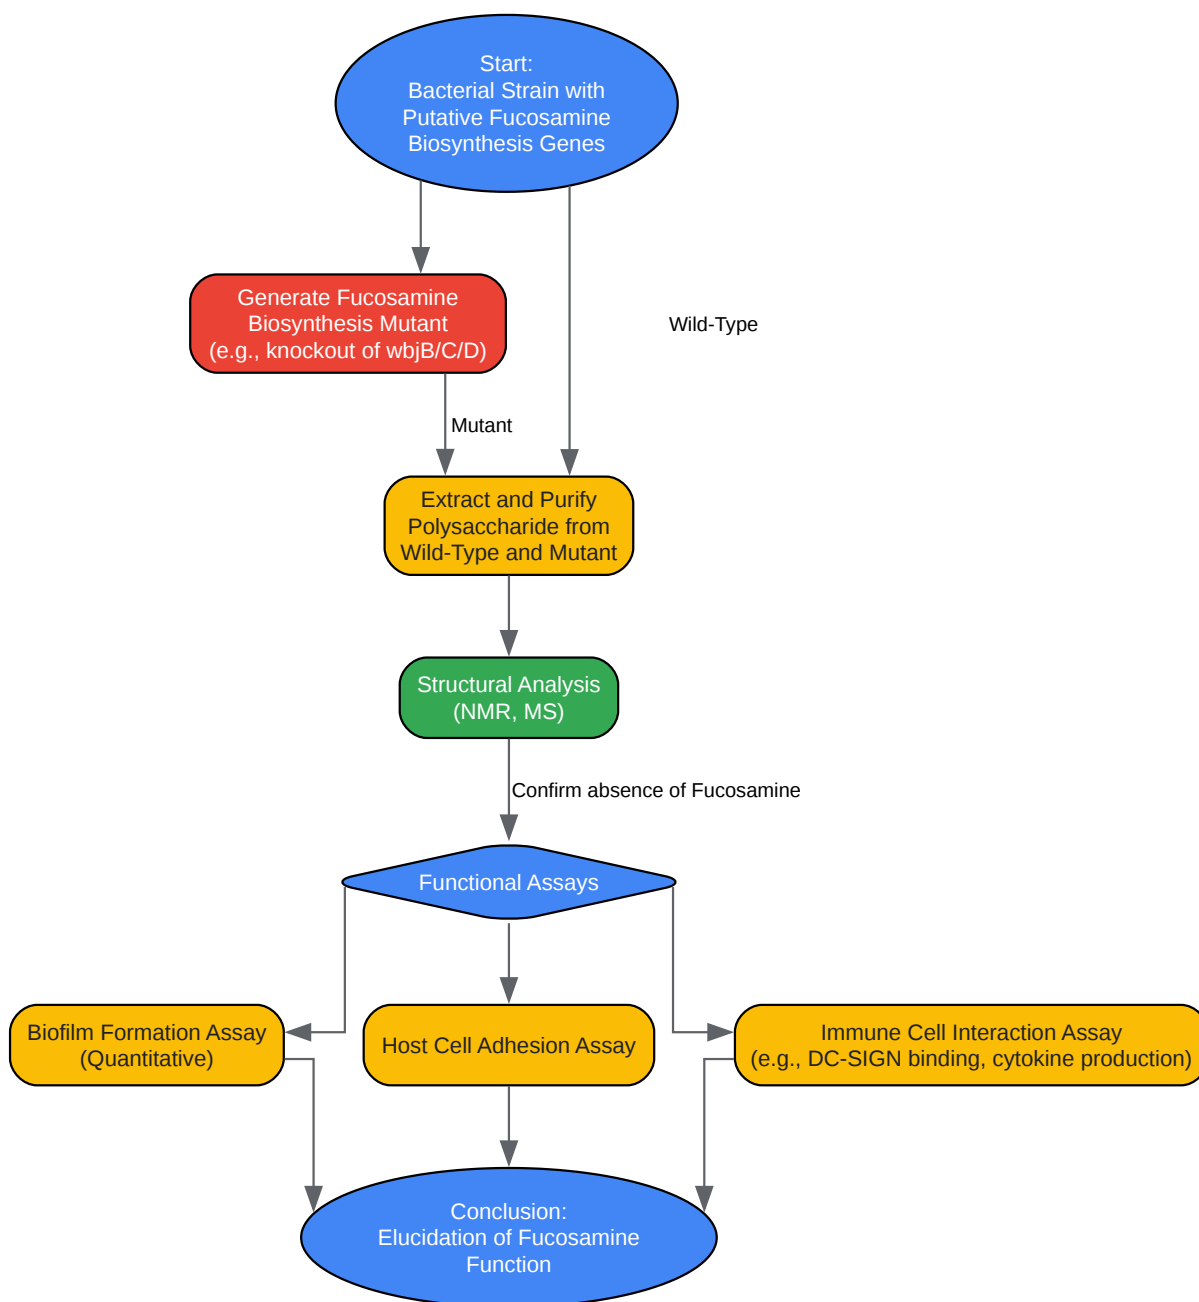 Start:
Bacterial Strain with
Putative Fucosamine
Biosynthesis Genes
Generate Fucosamine
Biosynthesis Mutant
(e.g., knockout of wbjB/C/D)
Wild-Type
Mutant
Extract and Purify
Polysaccharide from
Wild-Type and Mutant
Structural Analysis
(NMR, MS)
Confirm absence of Fucosamine
Functional Assays
Biofilm Formation Assay
(Quantitative)
Host Cell Adhesion Assay
Immune Cell Interaction Assay
(e.g., DC-SIGN binding, cytokine production)
Conclusion:
Elucidation of Fucosamine
Function